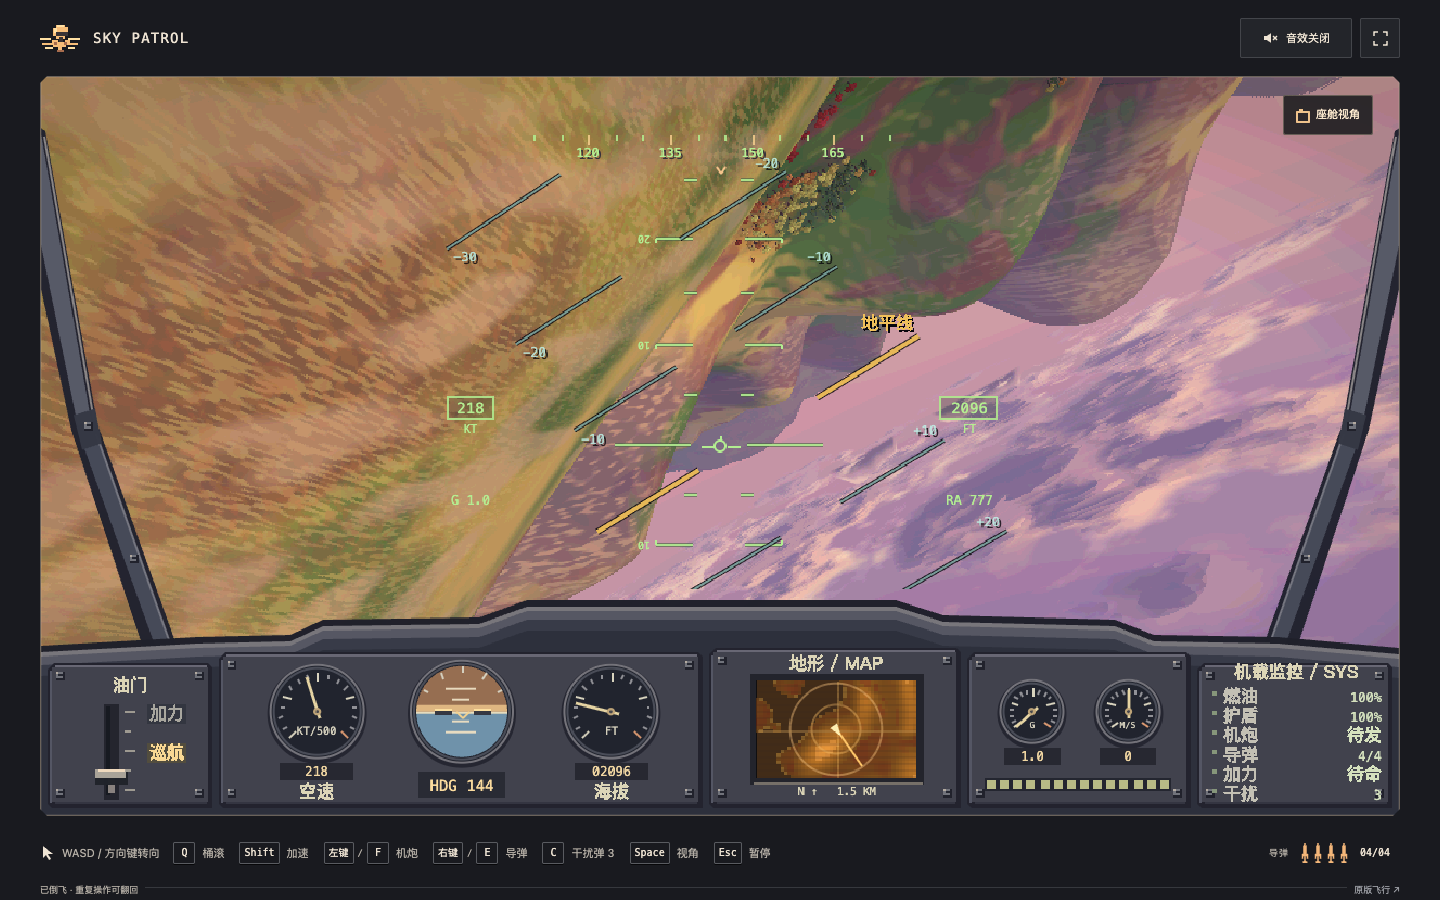 SKY PATROL
音效关闭
座舱视角
120 135 150 165
-20
-30
20
-10
地平线
-20
10
218
KT
2096
FT
-10
+10
G 1.0
RA 777
+20
10
油门
加力
巡航
KT/500
218
空速
HDG 144
FT
02096
海拔
地形 / MAP
N ↑ 1.5 KM
G
1.0
M/S
0
机载监控 / SYS
燃油 100%
护盾 100%
机炮 待发
导弹 4/4
加力 待命
干扰 3
WASD / 方向键转向 Q 桶滚 Shift 加速 左键 / F 机炮 右键 / E 导弹 C 干扰弹 3 Space 视角 Esc 暂停
导弹 04/04
已倒飞 · 重复操作可翻回
原版飞行 ↗